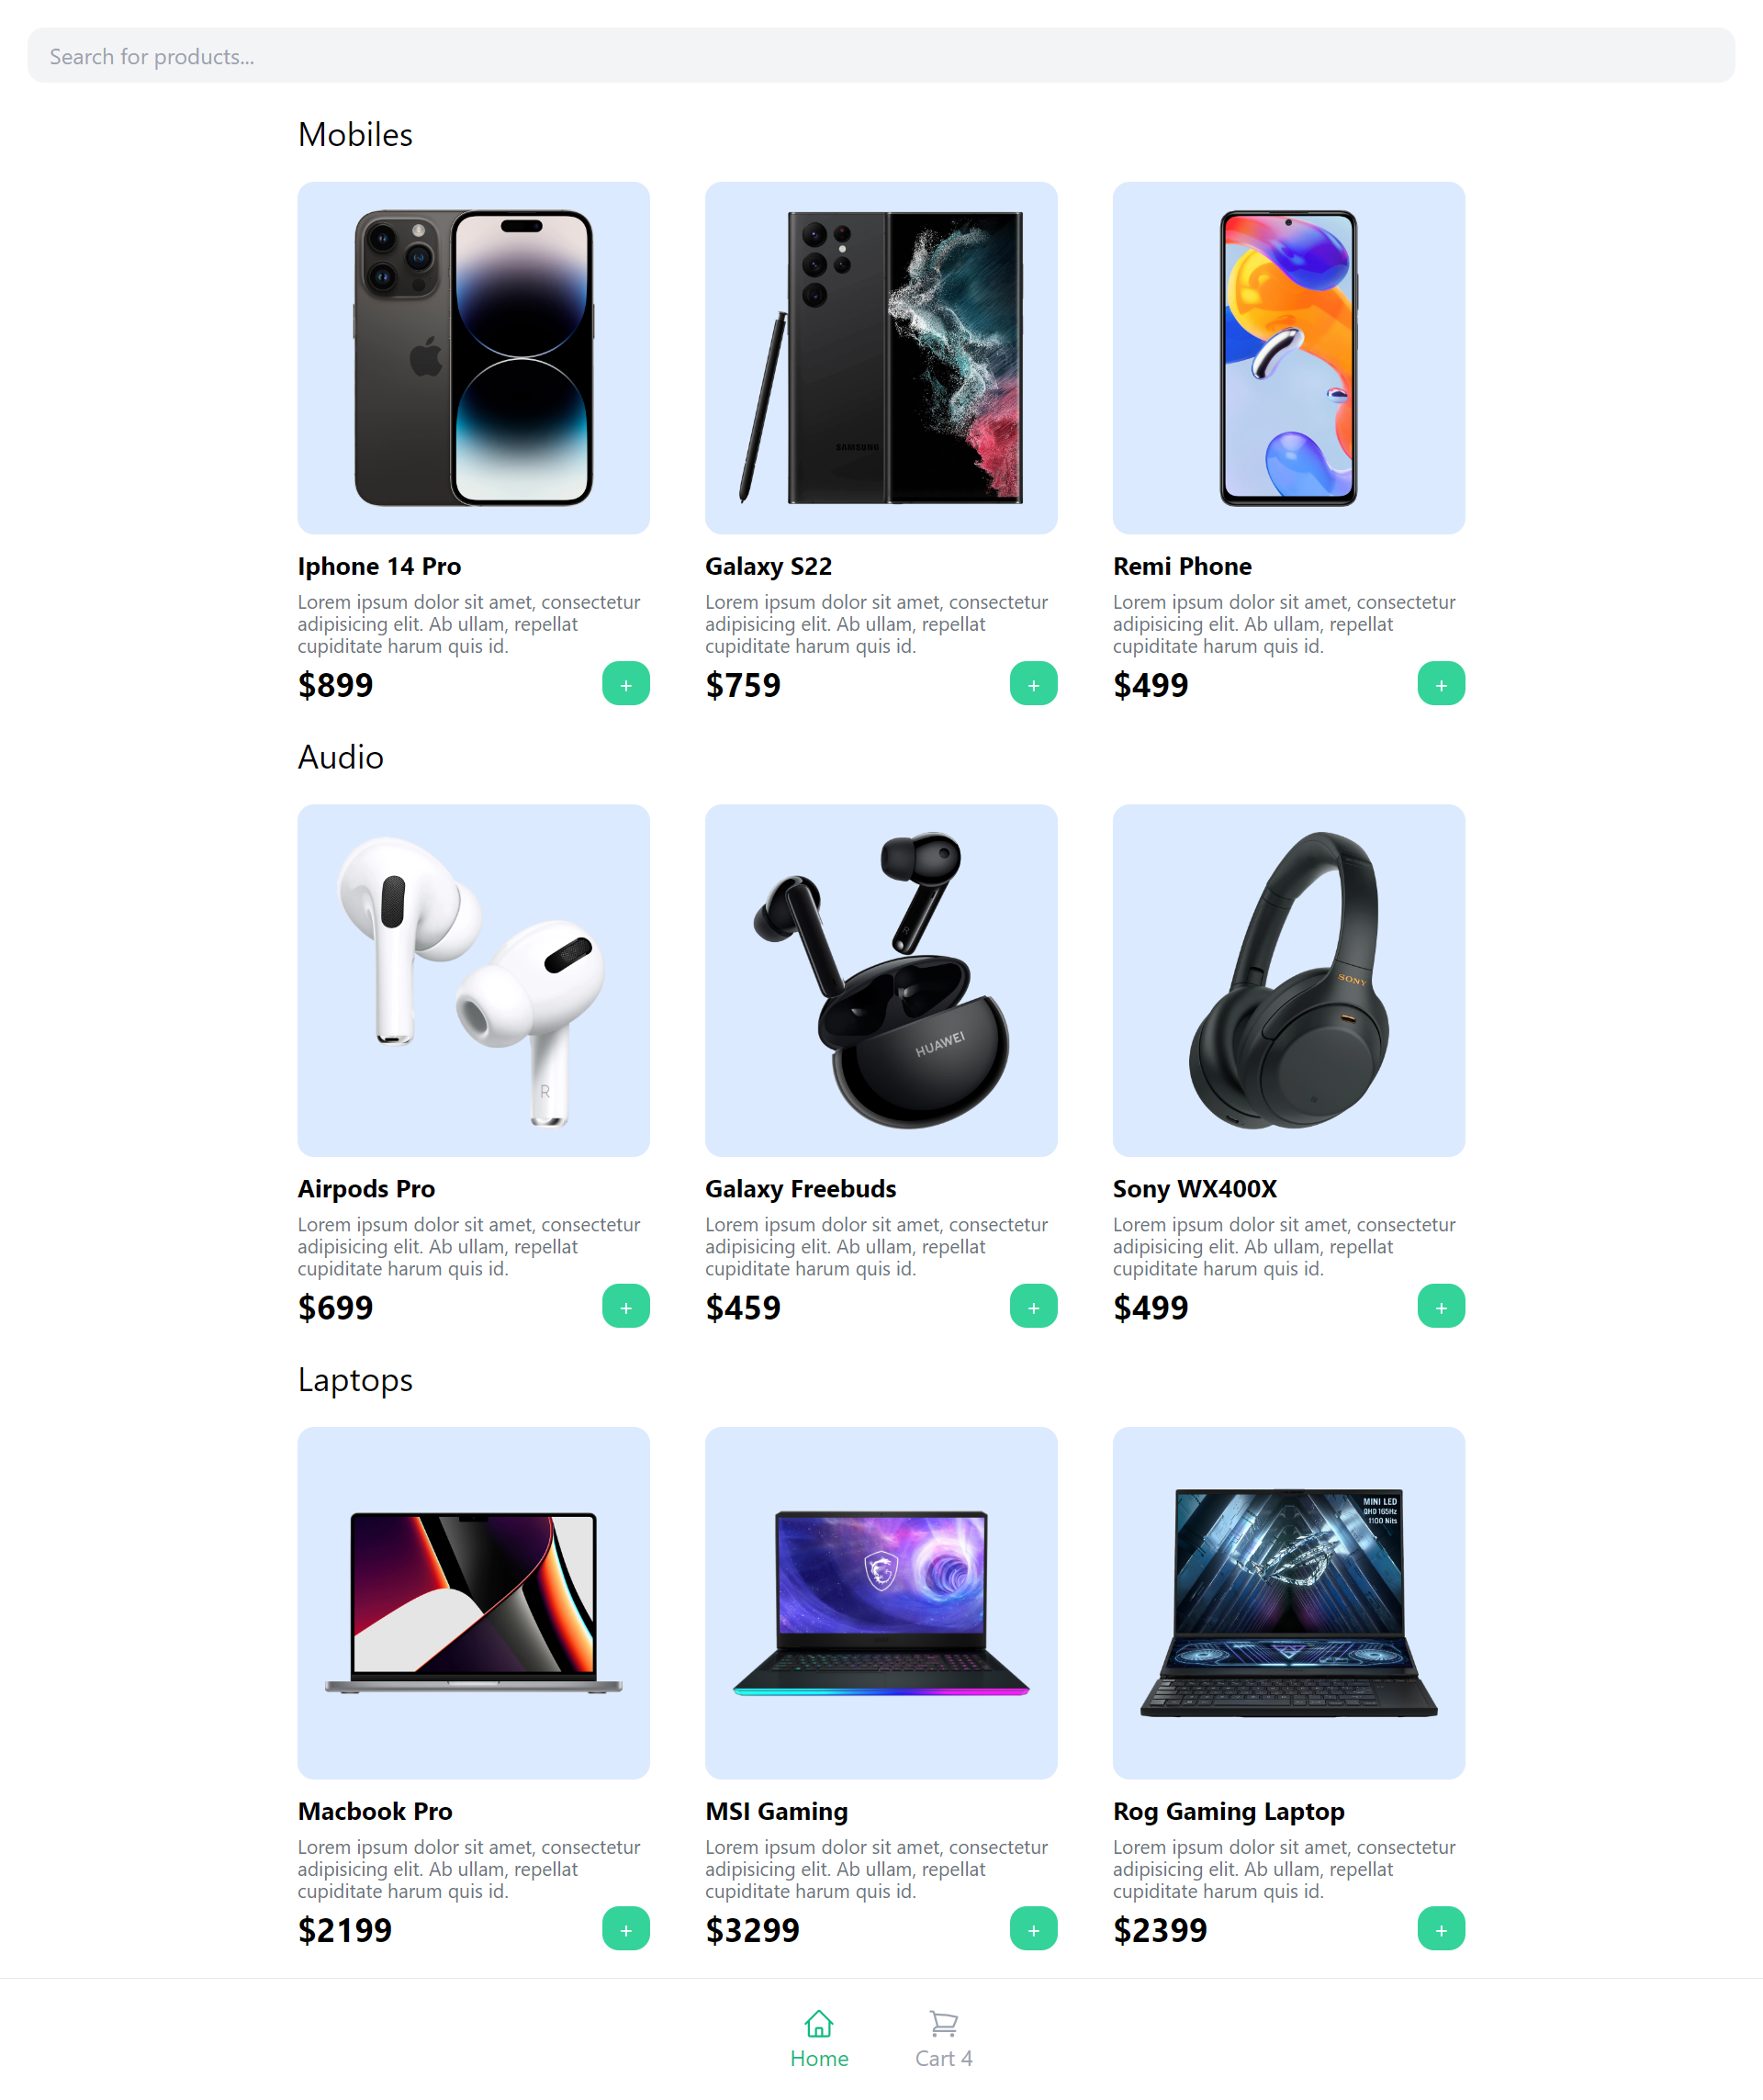 Search for products...
Mobiles
SAMSUNG
Iphone 14 Pro
Galaxy S22
Remi Phone
Lorem ipsum dolor sit amet, consectetur
adipisicing elit. Ab ullam, repellat
cupiditate harum quis id.
Lorem ipsum dolor sit amet, consectetur
adipisicing elit. Ab ullam, repellat
cupiditate harum quis id.
Lorem ipsum dolor sit amet, consectetur
adipisicing elit. Ab ullam, repellat
cupiditate harum quis id.
$899 +
$759 +
$499 +
Audio
R
R
HUAWEI
SONY
Airpods Pro
Galaxy Freebuds
Sony WX400X
Lorem ipsum dolor sit amet, consectetur
adipisicing elit. Ab ullam, repellat
cupiditate harum quis id.
Lorem ipsum dolor sit amet, consectetur
adipisicing elit. Ab ullam, repellat
cupiditate harum quis id.
Lorem ipsum dolor sit amet, consectetur
adipisicing elit. Ab ullam, repellat
cupiditate harum quis id.
$699 +
$459 +
$499 +
Laptops
MINI LED
QHD 165Hz
1100 Nits
Macbook Pro
MSI Gaming
Rog Gaming Laptop
Lorem ipsum dolor sit amet, consectetur
adipisicing elit. Ab ullam, repellat
cupiditate harum quis id.
Lorem ipsum dolor sit amet, consectetur
adipisicing elit. Ab ullam, repellat
cupiditate harum quis id.
Lorem ipsum dolor sit amet, consectetur
adipisicing elit. Ab ullam, repellat
cupiditate harum quis id.
$2199 +
$3299 +
$2399 +
Home
Cart 4